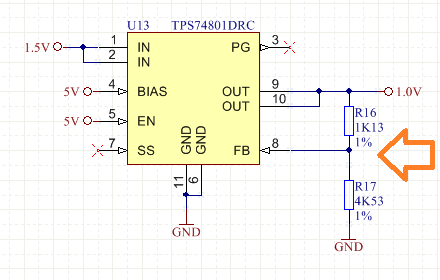 U13 TPS74801DRC
1.5V 1 IN PG 3
2 IN
5V 4 BIAS OUT 9 1.0V
OUT 10
R16
1K13
1%
5V 5 EN
7 SS GND GND FB 8
11 6
R17
4K53
1%
GND GND